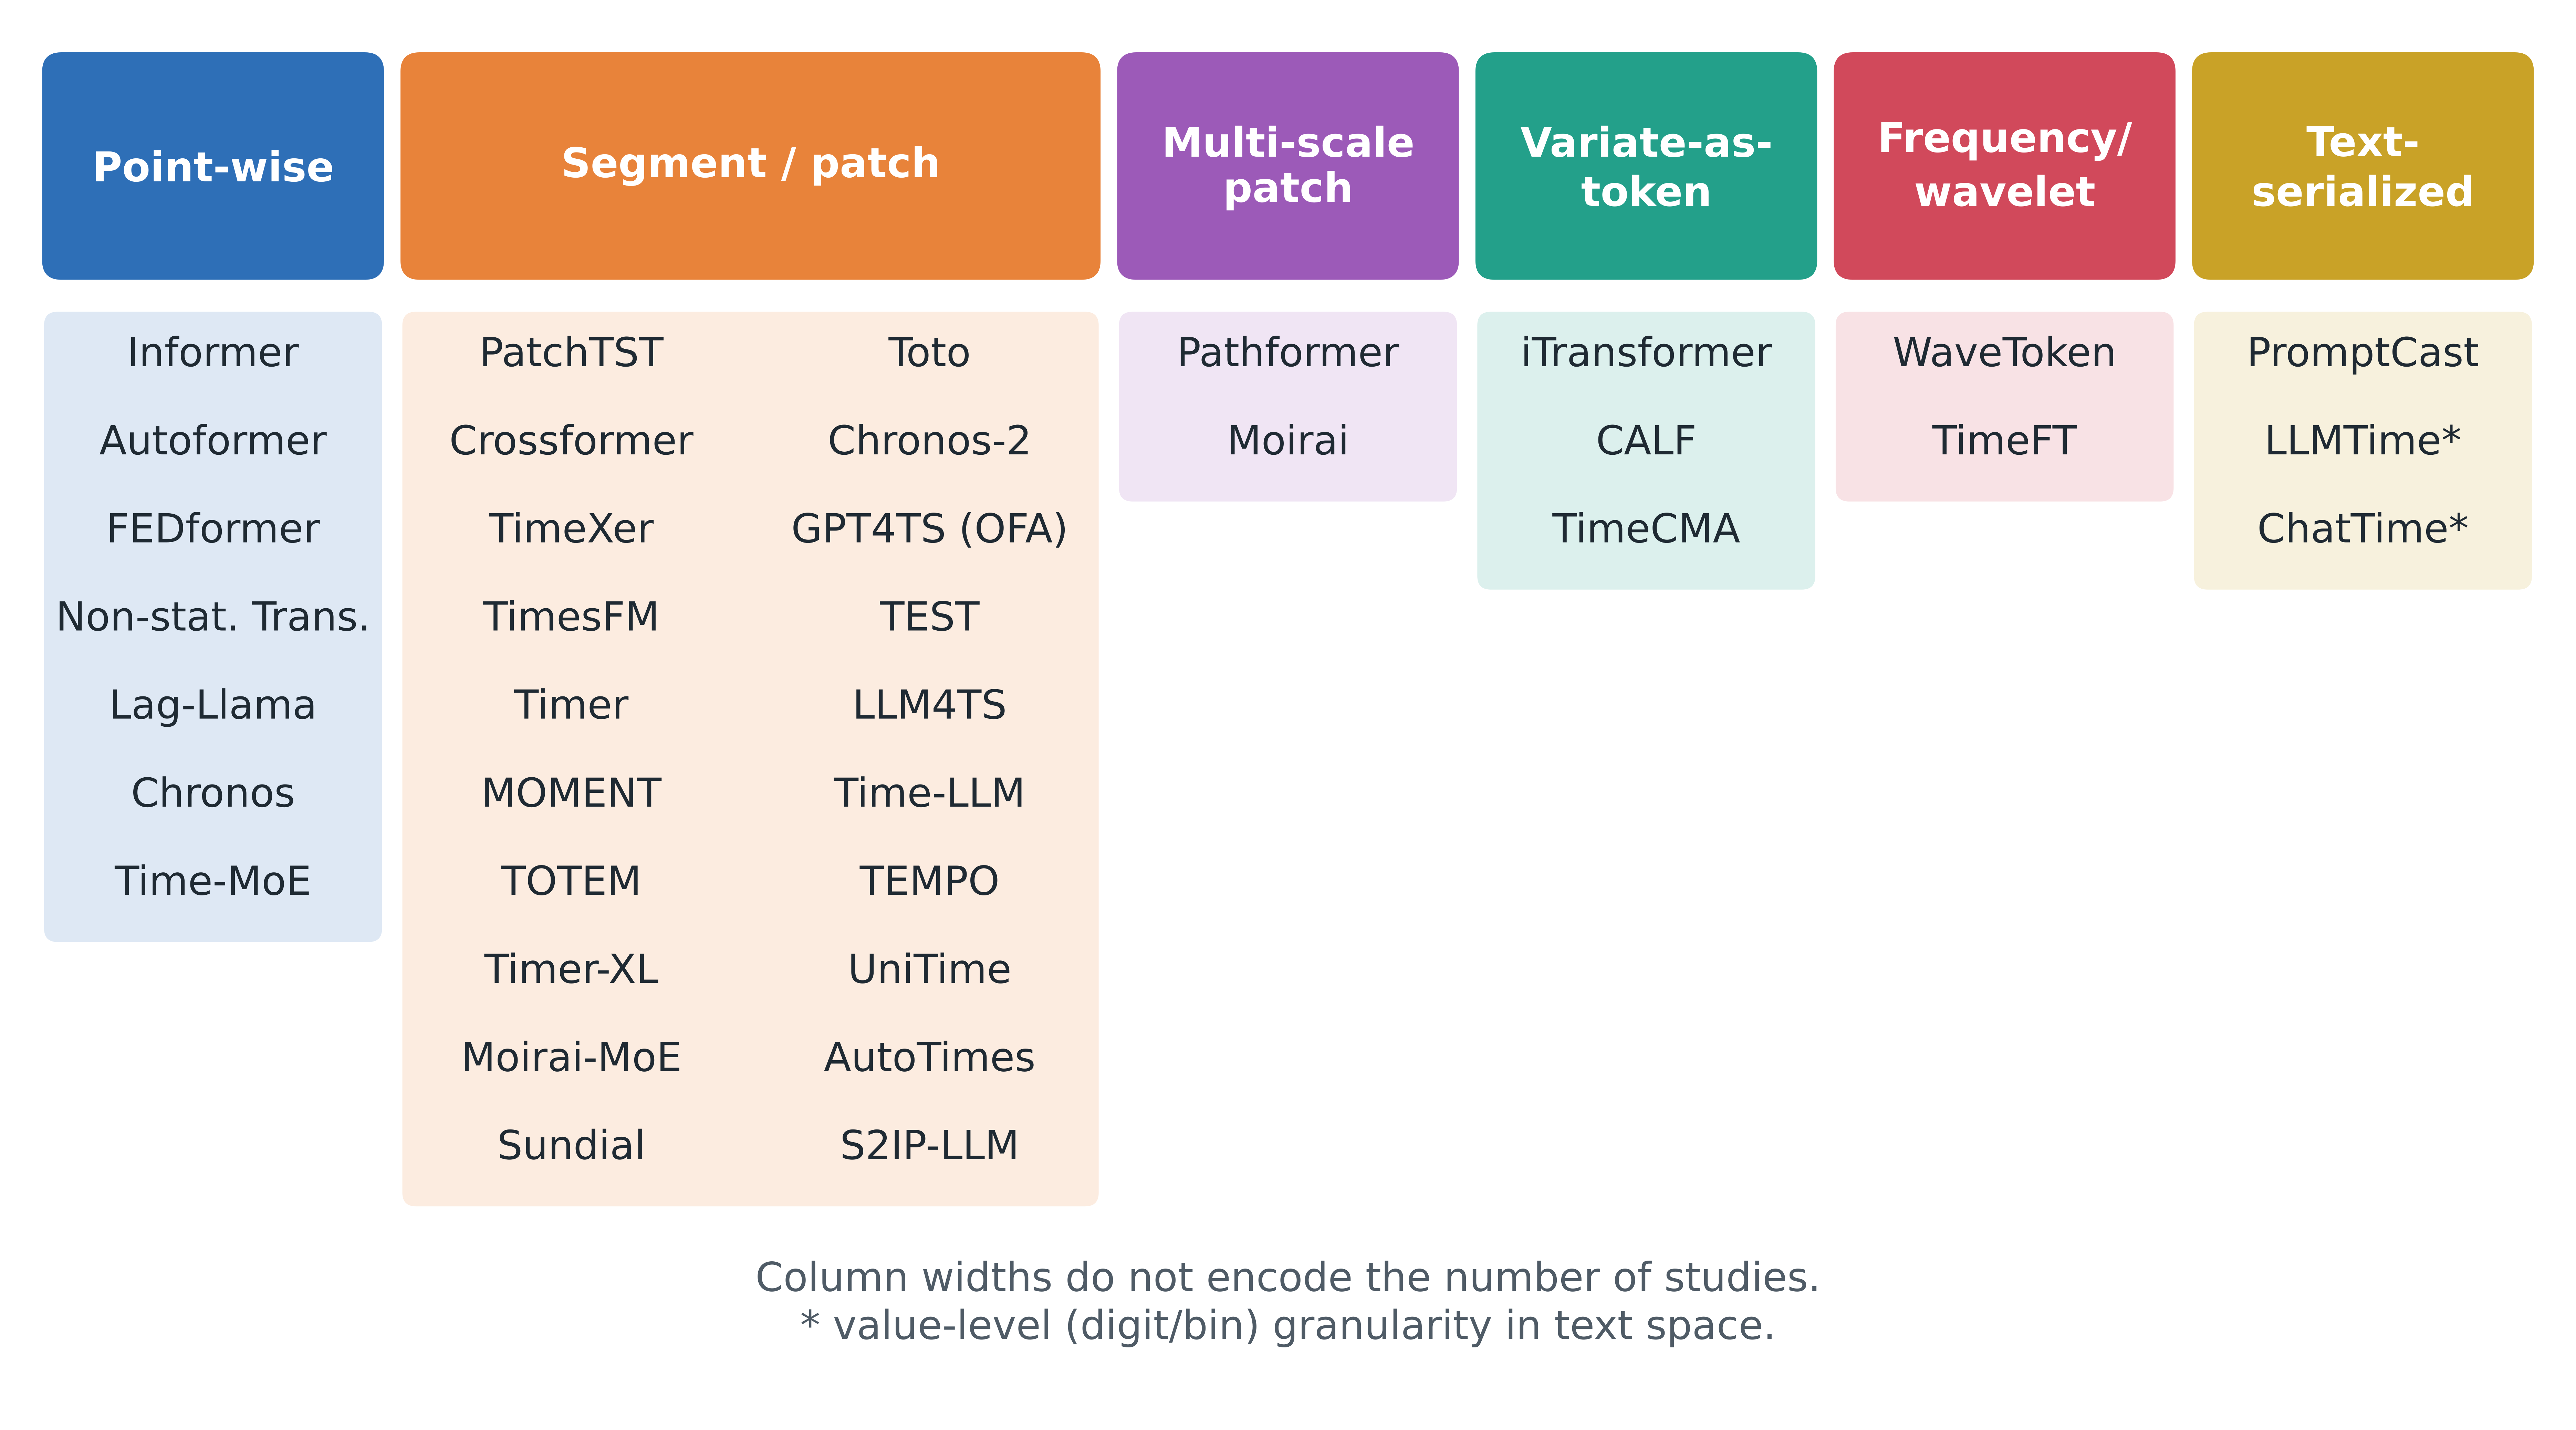 Point-wise
Segment / patch
Multi-scale
patch
Variate-as-
token
Frequency/
wavelet
Text-
serialized
Informer
Autoformer
FEDformer
Non-stat. Trans.
Lag-Llama
Chronos
Time-MoE
PatchTST
Crossformer
TimeXer
TimesFM
Timer
MOMENT
TOTEM
Timer-XL
Moirai-MoE
Sundial
Toto
Chronos-2
GPT4TS (OFA)
TEST
LLM4TS
Time-LLM
TEMPO
UniTime
AutoTimes
S2IP-LLM
Pathformer
Moirai
iTransformer
CALF
TimeCMA
WaveToken
TimeFT
PromptCast
LLMTime*
ChatTime*
Column widths do not encode the number of studies.
* value-level (digit/bin) granularity in text space.